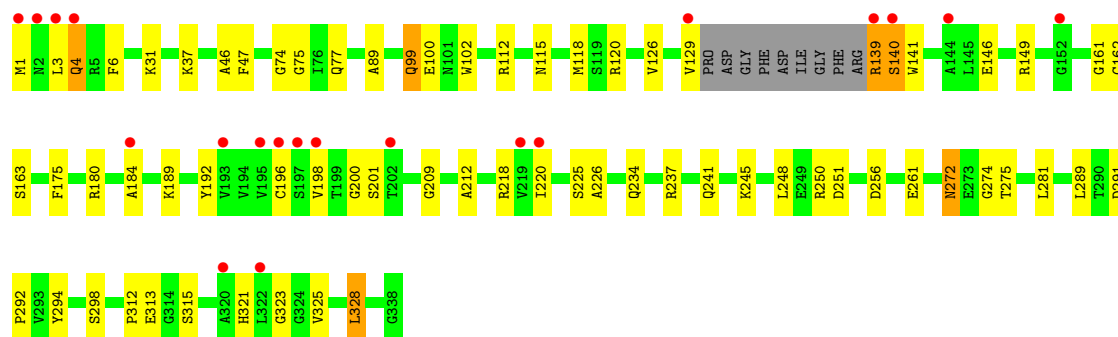 M1 N2 L3 Q4 R5 F6 K31 K37 A46 F47 G74 G75 I76 Q77 A89 Q99 E100 N101 W102 R112 N115 M118 S119 R120 V126 V129 PRO ASP GLY PHE ASP ILE GLY PHE ARG R139 S140 W141 A144 L145 E146 R149 G152 G161 G162
S163 F175 R180 A184 K189 Y192 V193 V194 V195 C196 S197 V198 T199 G200 S201 T202 G209 A212 R218 V219 I220 S225 A226 Q234 R237 Q241 K245 L248 E249 R250 D251 D256 E261 N272 E273 G274 T275 L281 L289 T290
P292 V293 Y294 S298 P312 E313 G314 S315 A320 H321 L322 G323 G324 V325 L328 G338